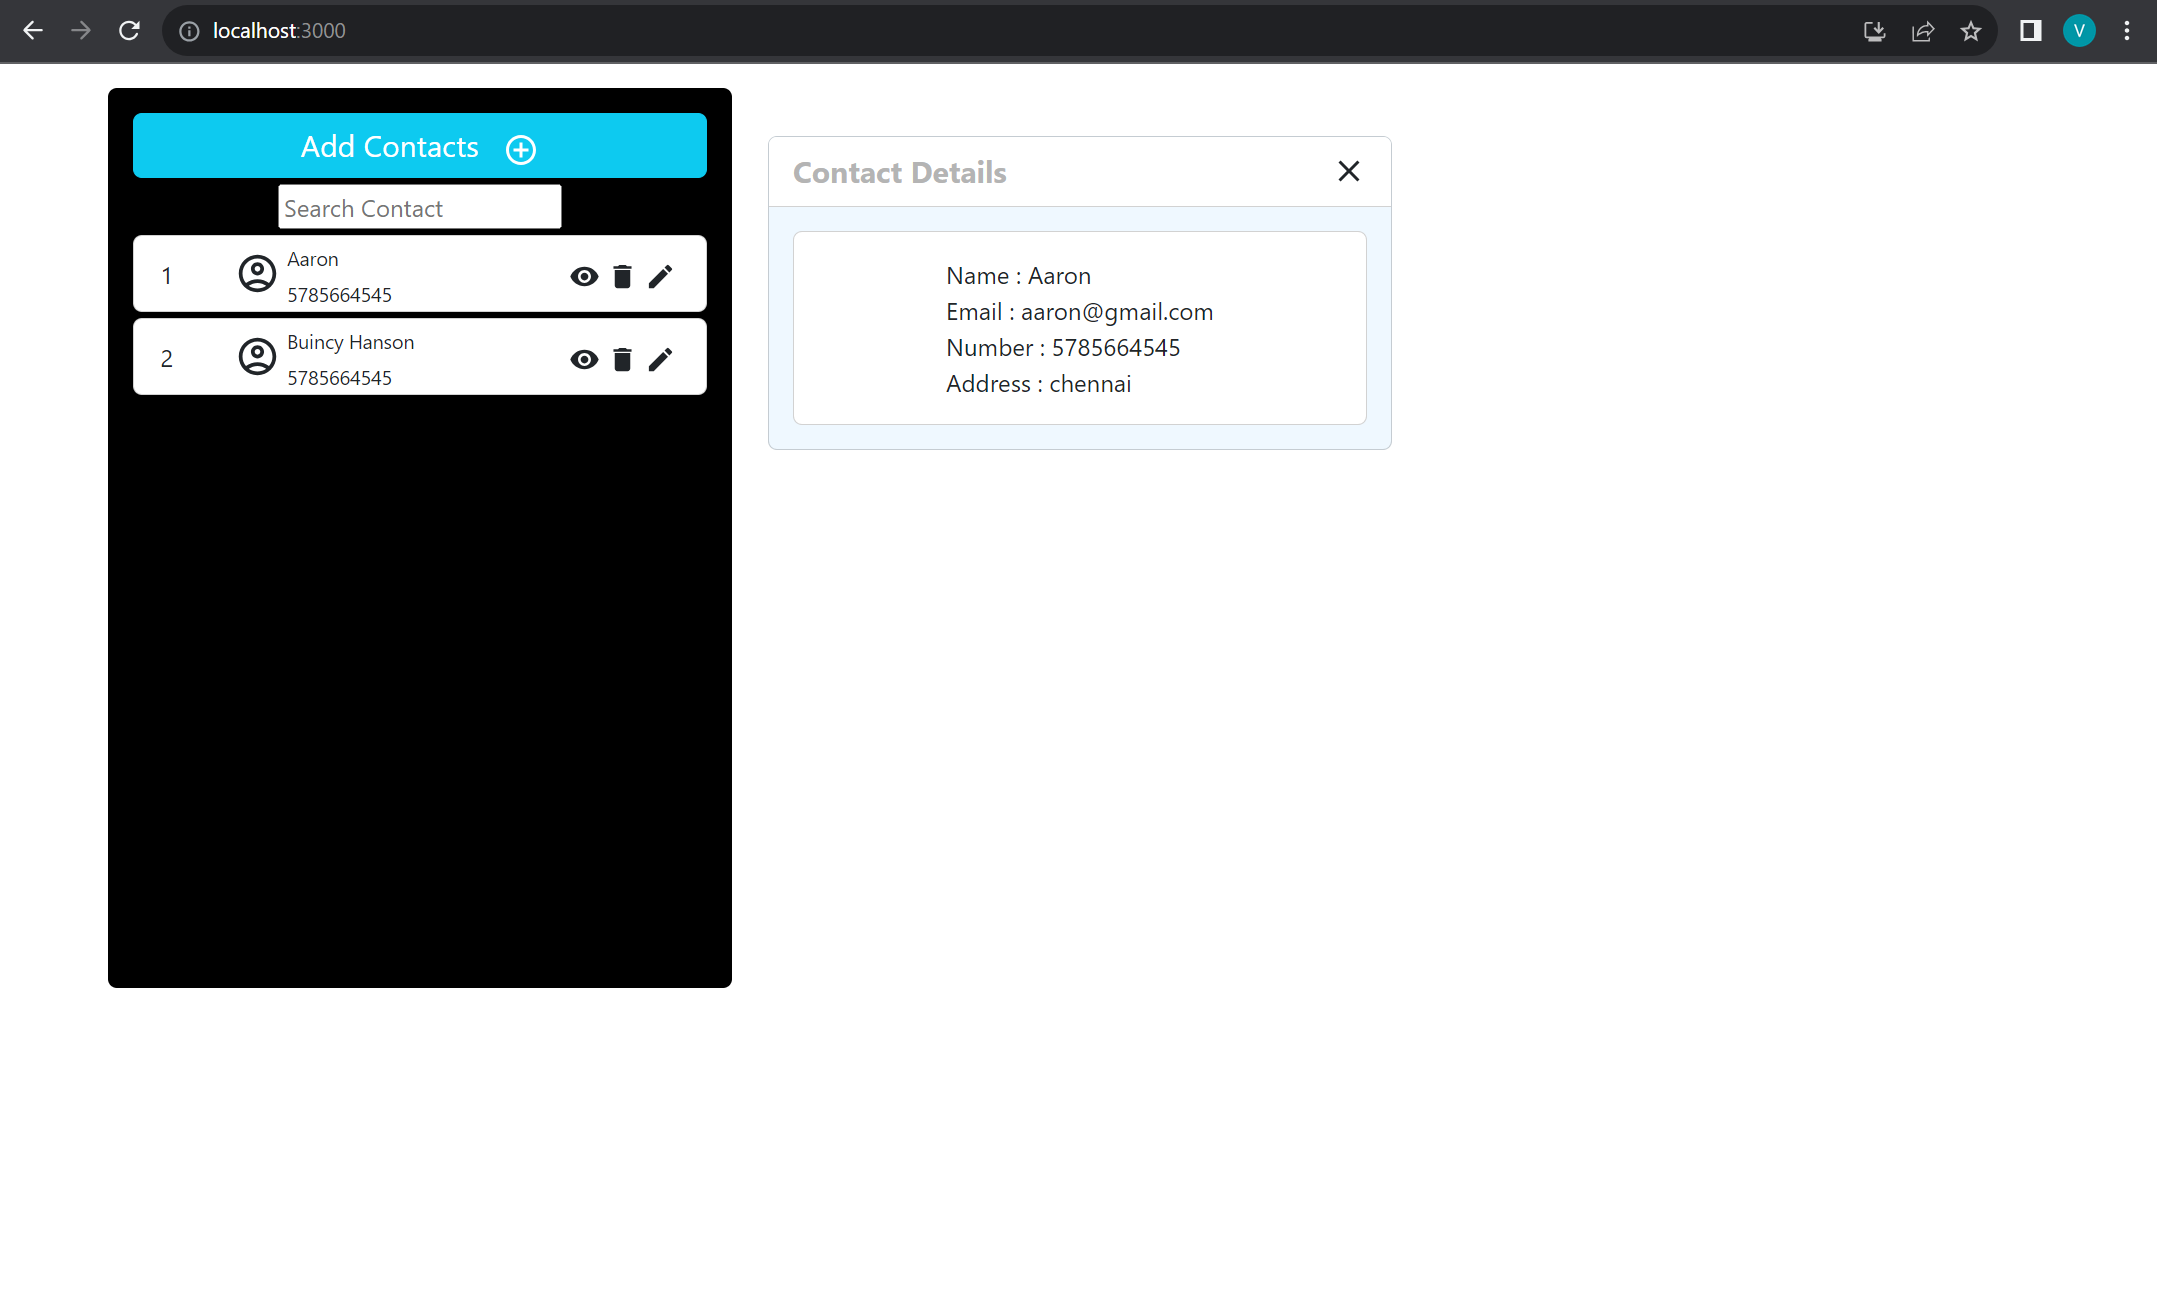 localhost:3000
V
Add Contacts
Search Contact
1
Aaron
5785664545
2
Buincy Hanson
5785664545
Contact Details
Name : Aaron
Email : aaron@gmail.com
Number : 5785664545
Address : chennai